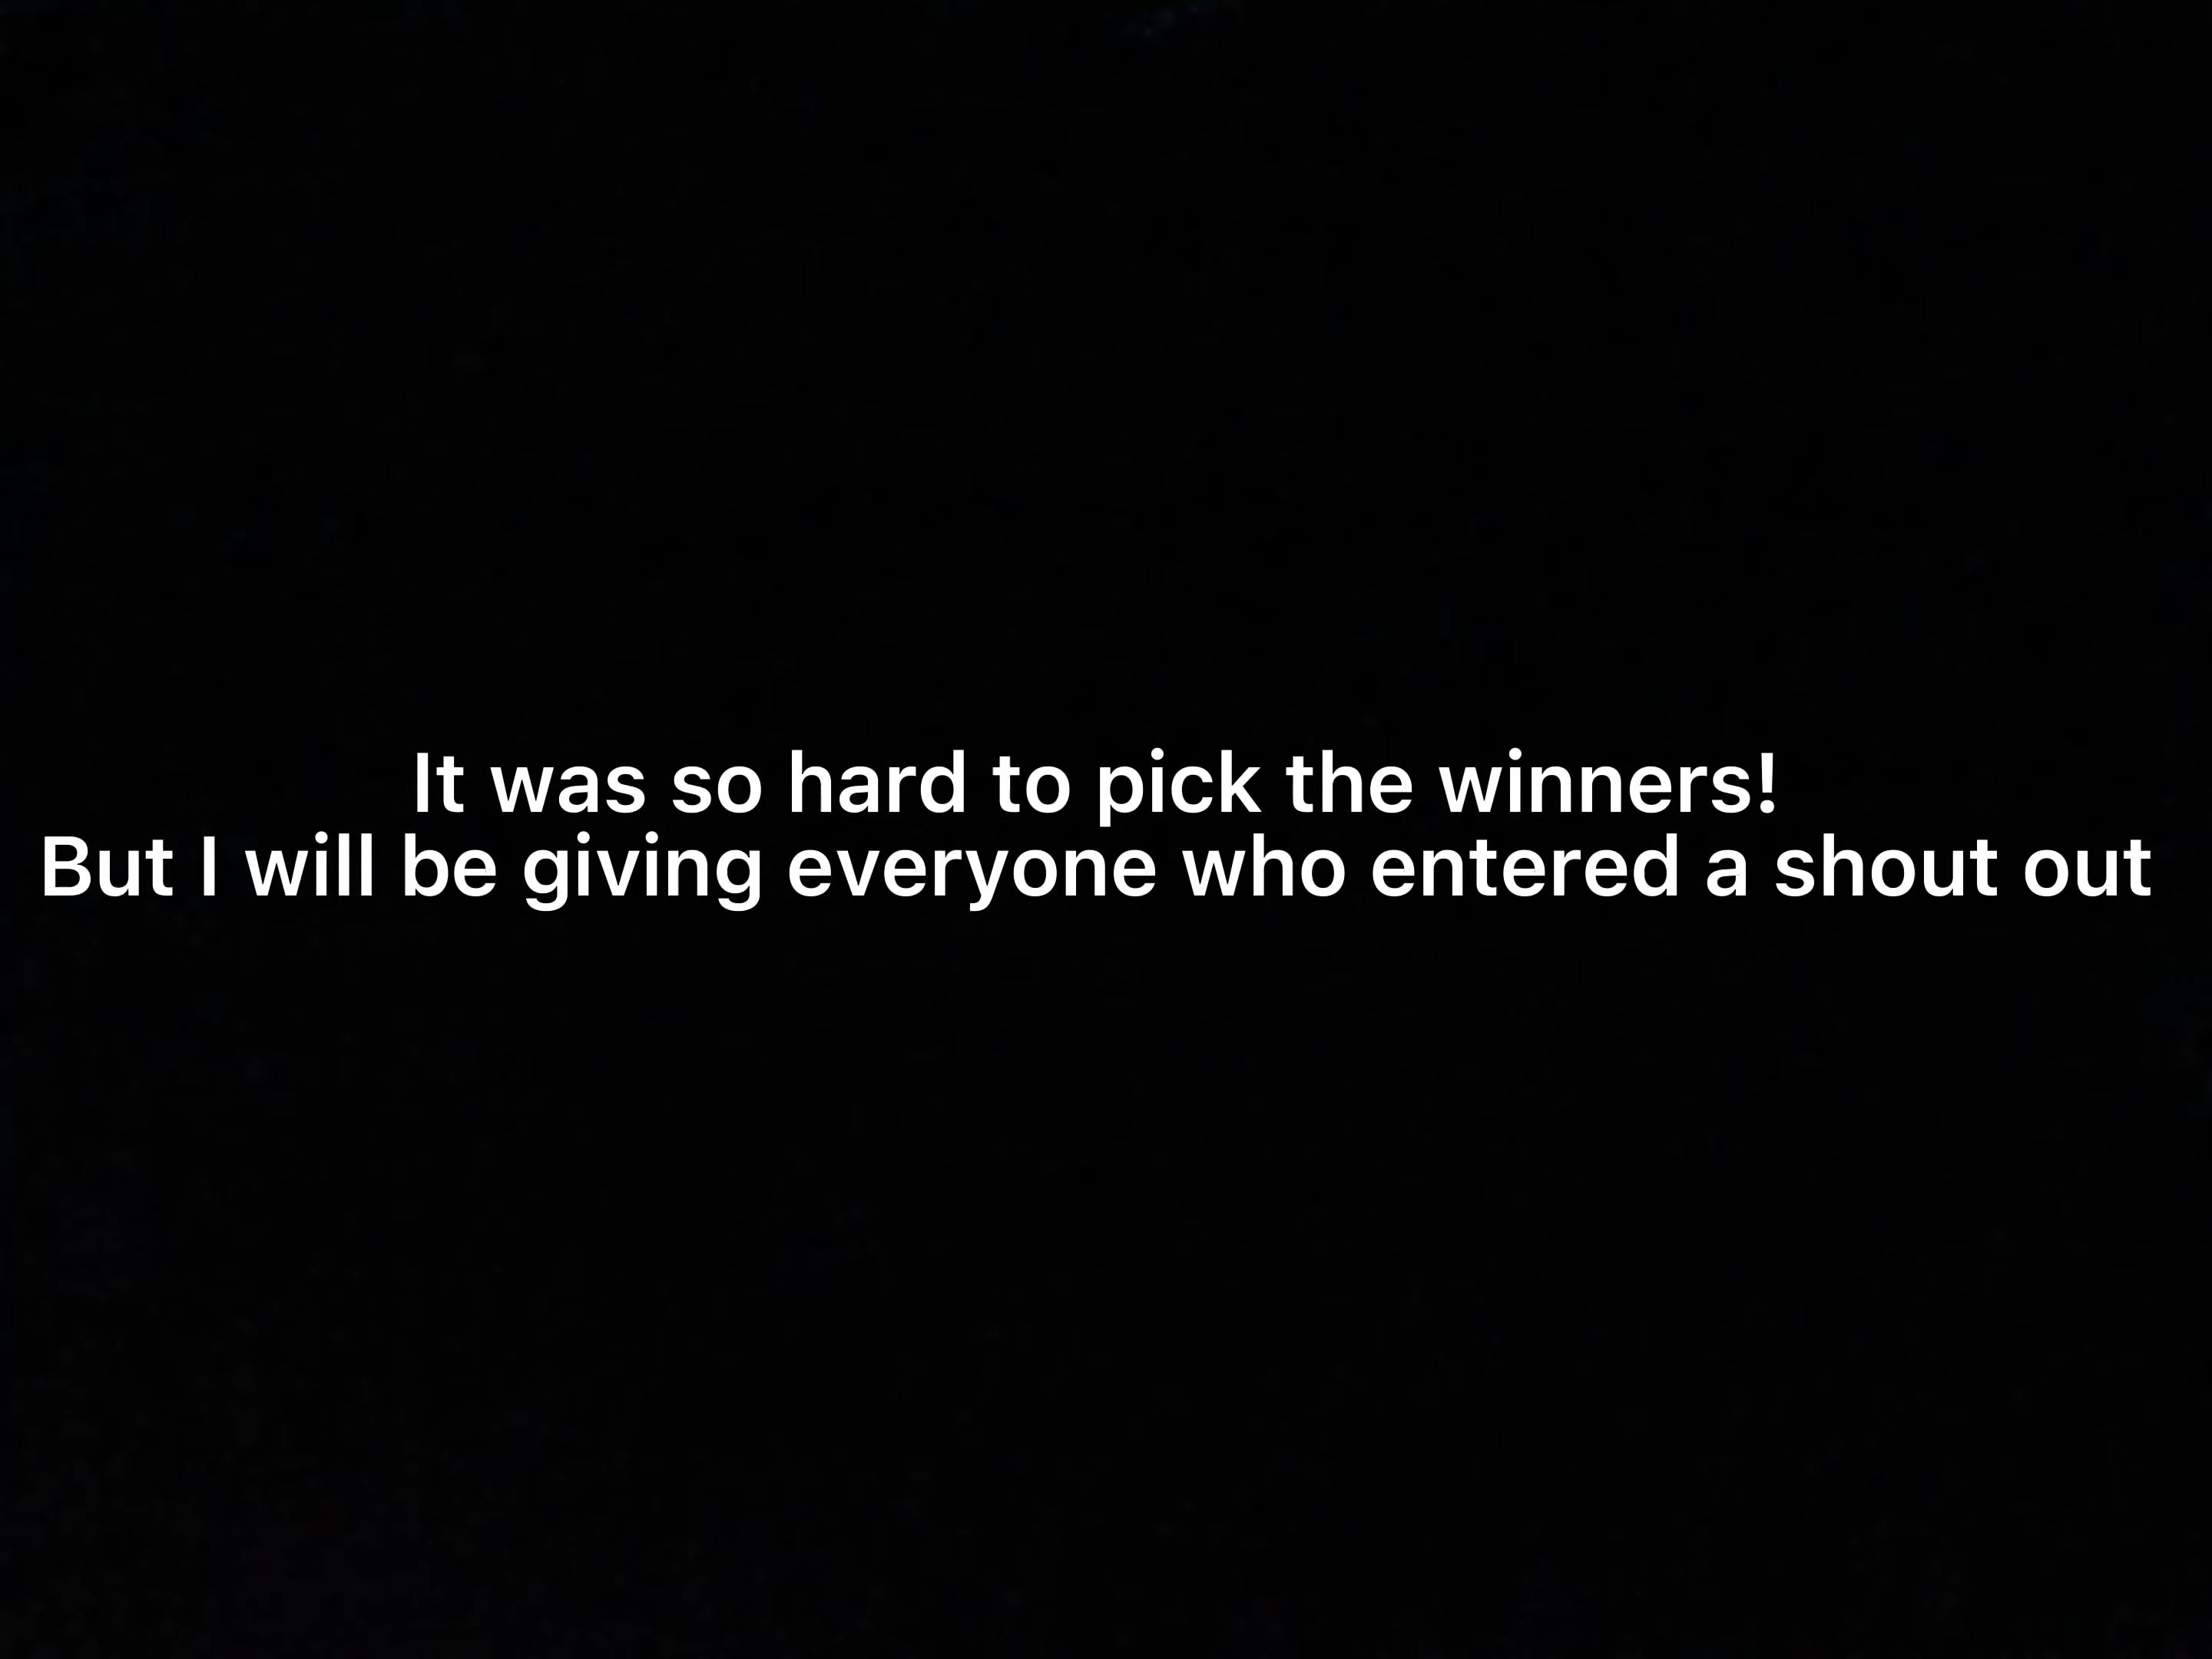 It was so hard to pick the winners!
But I will be giving everyone who entered a shout out